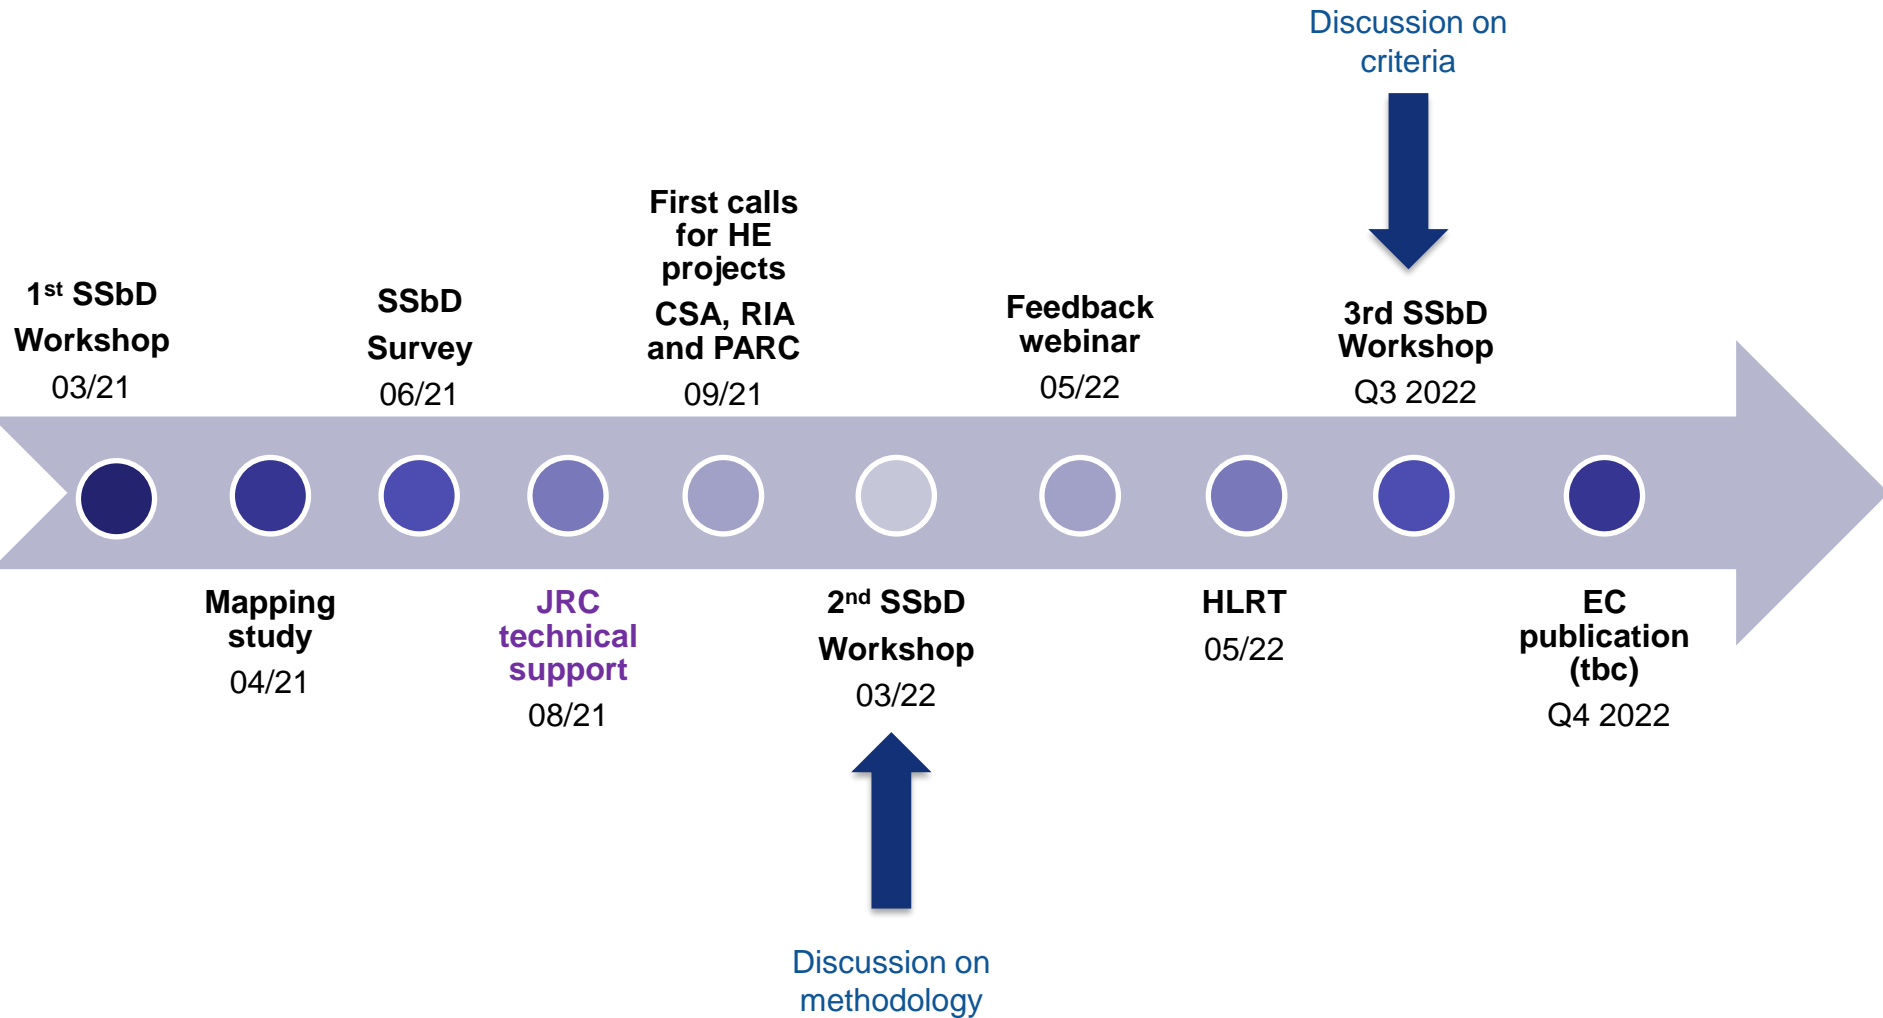 Discussion on
criteria
1st SSbD
Workshop
03/21
SSbD
Survey
06/21
First calls
for HE
projects
CSA, RIA
and PARC
09/21
Feedback
webinar
05/22
3rd SSbD
Workshop
Q3 2022
Mapping
study
04/21
JRC
technical
support
08/21
2nd SSbD
Workshop
03/22
HLRT
05/22
EC
publication
(tbc)
Q4 2022
Discussion on
methodology